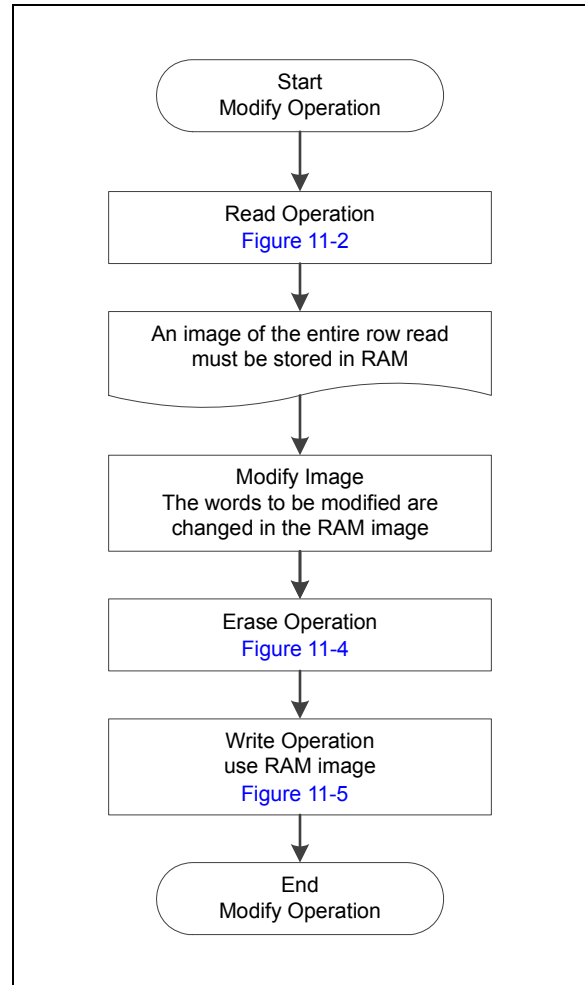 Start
Modify Operation
Read Operation
Figure 11-2
An image of the entire row read
must be stored in RAM
Modify Image
The words to be modified are
changed in the RAM image
Erase Operation
Figure 11-4
Write Operation
use RAM image
Figure 11-5
End
Modify Operation